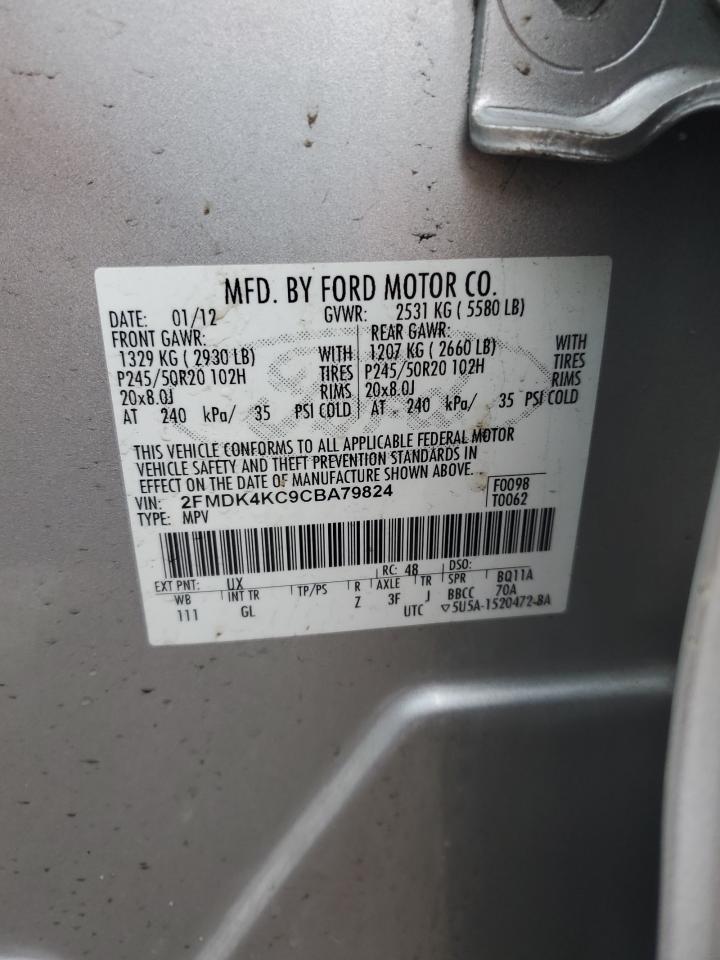 MFD. BY FORD MOTOR CO.
DATE: 01/12 GVWR: 2531 KG ( 5580 LB)
FRONT GAWR: REAR GAWR:
1329 KG ( 2930 LB) WITH 1207 KG ( 2660 LB) WITH
P245/50R20 102H TIRES P245/50R20 102H TIRES
20x8.0J RIMS 20x8.0J RIMS
AT 240 kPa/ 35 PSI COLD AT 240 kPa/ 35 PSI COLD
THIS VEHICLE CONFORMS TO ALL APPLICABLE FEDERAL MOTOR
VEHICLE SAFETY AND THEFT PREVENTION STANDARDS IN
EFFECT ON THE DATE OF MANUFACTURE SHOWN ABOVE.
VIN: 2FMDK4KC9CBA79824 F0098
TYPE: MPV T0062
EXT PNT: UX RC: 48 DSO:
WB INT TR TP/PS R AXLE TR SPR BQ11A
111 GL Z 3F J BBCC 70A
UTC ▽5U5A-1520472-BA